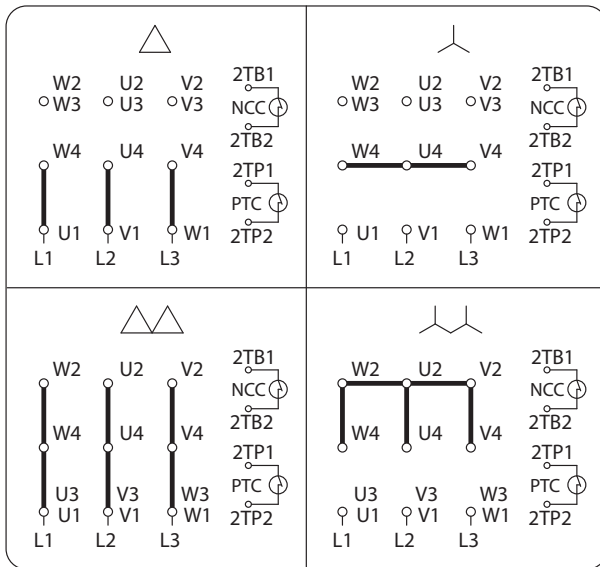 W2 U2 V2 2TB1
W3 U3 V3 NCC
2TB2
W4 U4 V4 2TP1
PTC
U1 V1 W1 2TP2
L1 L2 L3
W2 U2 V2 2TB1
W3 U3 V3 NCC
2TB2
W4 U4 V4 2TP1
PTC
U1 V1 W1 2TP2
L1 L2 L3
W2 U2 V2 2TB1
NCC
2TB2
W4 U4 V4 2TP1
U3 V3 W3 PTC
U1 V1 W1 2TP2
L1 L2 L3
W2 U2 V2 2TB1
NCC
2TB2
W4 U4 V4 2TP1
U3 V3 W3 PTC
U1 V1 W1 2TP2
L1 L2 L3